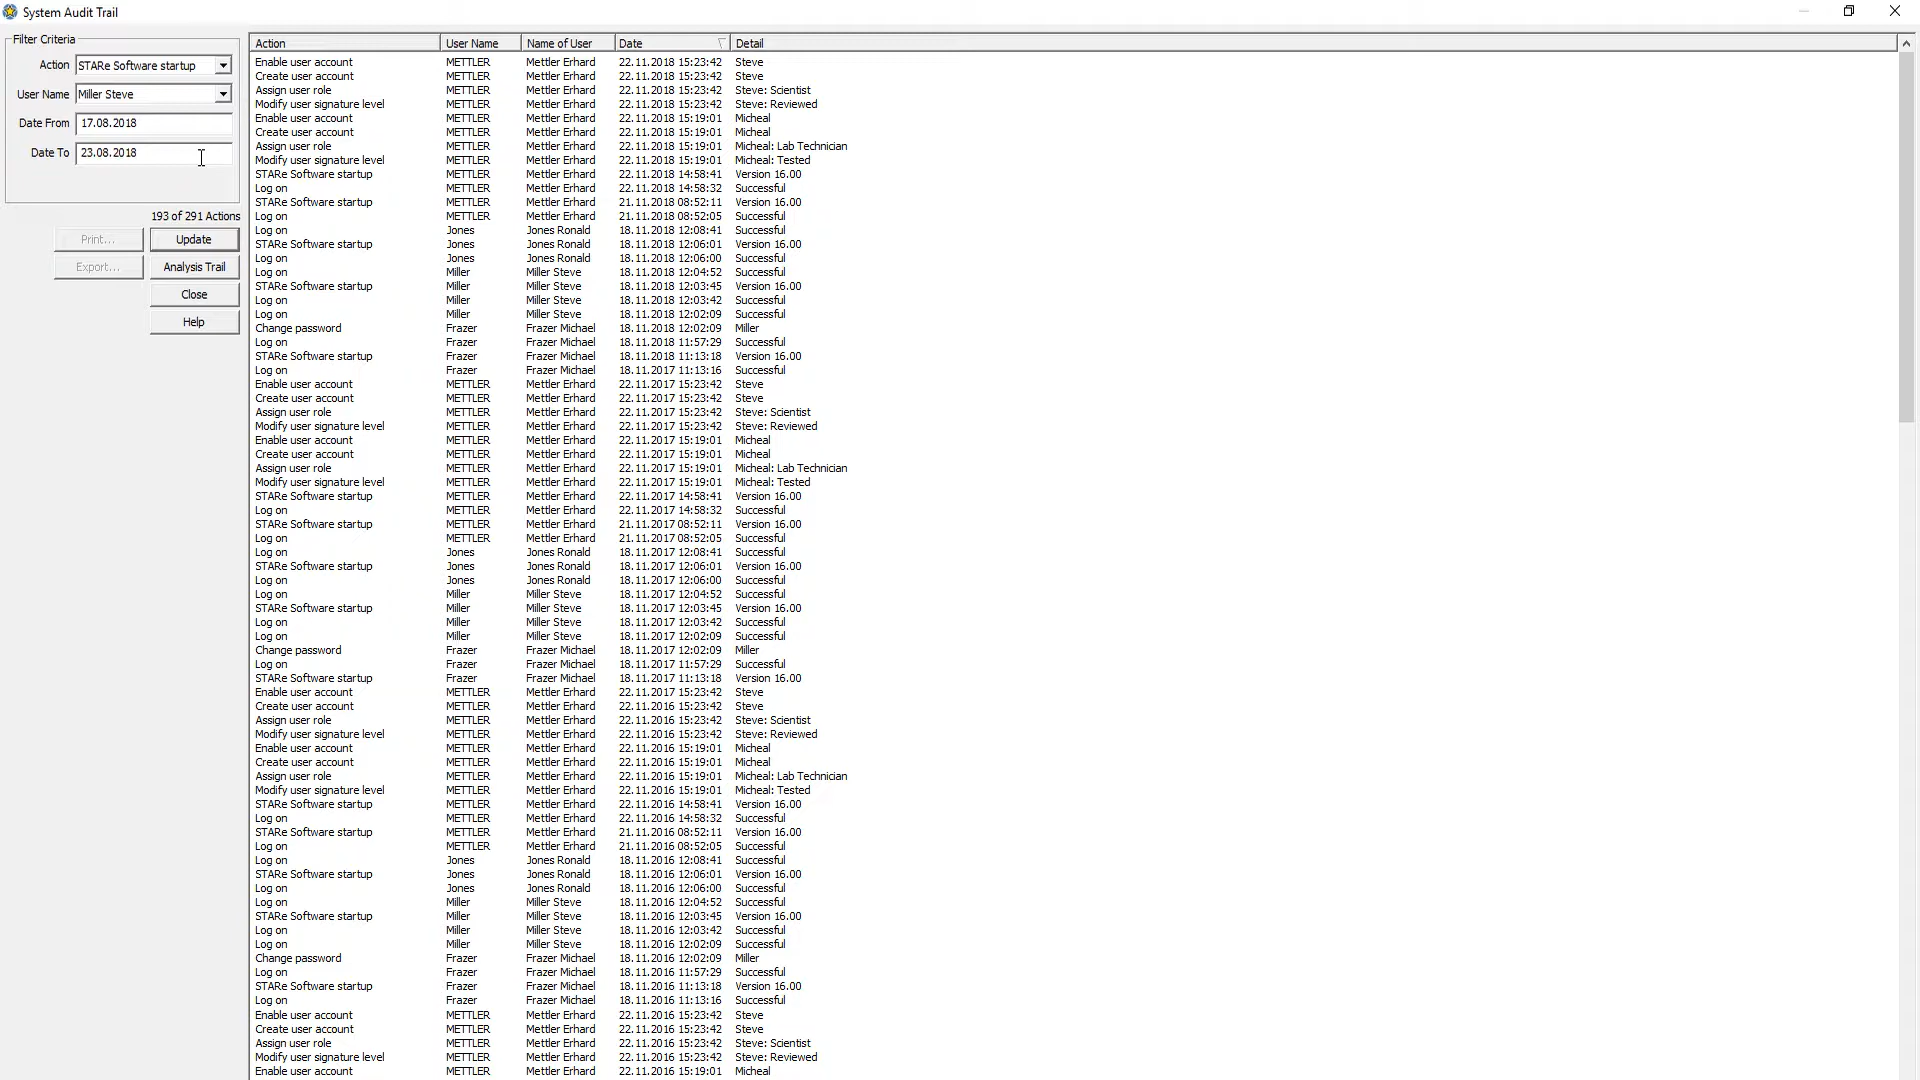 System Audit Trail
Filter Criteria
Action STARe Software startup
User Name Miller Steve
Date From 17.08.2018
Date To 23.08.2018
193 of 291 Actions
Print... Update
Export... Analysis Trail
Close
Help
Action User Name Name of User Date Detail
Enable user account METTLER Mettler Erhard 22.11.2018 15:23:42 Steve
Create user account METTLER Mettler Erhard 22.11.2018 15:23:42 Steve
Assign user role METTLER Mettler Erhard 22.11.2018 15:23:42 Steve: Scientist
Modify user signature level METTLER Mettler Erhard 22.11.2018 15:23:42 Steve: Reviewed
Enable user account METTLER Mettler Erhard 22.11.2018 15:19:01 Micheal
Create user account METTLER Mettler Erhard 22.11.2018 15:19:01 Micheal
Assign user role METTLER Mettler Erhard 22.11.2018 15:19:01 Micheal: Lab Technician
Modify user signature level METTLER Mettler Erhard 22.11.2018 15:19:01 Micheal: Tested
STARe Software startup METTLER Mettler Erhard 22.11.2018 14:58:41 Version 16.00
Log on METTLER Mettler Erhard 22.11.2018 14:58:32 Successful
STARe Software startup METTLER Mettler Erhard 21.11.2018 08:52:11 Version 16.00
Log on METTLER Mettler Erhard 21.11.2018 08:52:05 Successful
Log on Jones Jones Ronald 18.11.2018 12:08:41 Successful
STARe Software startup Jones Jones Ronald 18.11.2018 12:06:01 Version 16.00
Log on Jones Jones Ronald 18.11.2018 12:06:00 Successful
Log on Miller Miller Steve 18.11.2018 12:04:52 Successful
STARe Software startup Miller Miller Steve 18.11.2018 12:03:45 Version 16.00
Log on Miller Miller Steve 18.11.2018 12:03:42 Successful
Log on Miller Miller Steve 18.11.2018 12:02:09 Successful
Change password Frazer Frazer Michael 18.11.2018 12:02:09 Miller
Log on Frazer Frazer Michael 18.11.2018 11:57:29 Successful
STARe Software startup Frazer Frazer Michael 18.11.2018 11:13:18 Version 16.00
Log on Frazer Frazer Michael 18.11.2017 11:13:16 Successful
Enable user account METTLER Mettler Erhard 22.11.2017 15:23:42 Steve
Create user account METTLER Mettler Erhard 22.11.2017 15:23:42 Steve
Assign user role METTLER Mettler Erhard 22.11.2017 15:23:42 Steve: Scientist
Modify user signature level METTLER Mettler Erhard 22.11.2017 15:23:42 Steve: Reviewed
Enable user account METTLER Mettler Erhard 22.11.2017 15:19:01 Micheal
Create user account METTLER Mettler Erhard 22.11.2017 15:19:01 Micheal
Assign user role METTLER Mettler Erhard 22.11.2017 15:19:01 Micheal: Lab Technician
Modify user signature level METTLER Mettler Erhard 22.11.2017 15:19:01 Micheal: Tested
STARe Software startup METTLER Mettler Erhard 22.11.2017 14:58:41 Version 16.00
Log on METTLER Mettler Erhard 22.11.2017 14:58:32 Successful
STARe Software startup METTLER Mettler Erhard 21.11.2017 08:52:11 Version 16.00
Log on METTLER Mettler Erhard 21.11.2017 08:52:05 Successful
Log on Jones Jones Ronald 18.11.2017 12:08:41 Successful
STARe Software startup Jones Jones Ronald 18.11.2017 12:06:01 Version 16.00
Log on Jones Jones Ronald 18.11.2017 12:06:00 Successful
Log on Miller Miller Steve 18.11.2017 12:04:52 Successful
STARe Software startup Miller Miller Steve 18.11.2017 12:03:45 Version 16.00
Log on Miller Miller Steve 18.11.2017 12:03:42 Successful
Log on Miller Miller Steve 18.11.2017 12:02:09 Successful
Change password Frazer Frazer Michael 18.11.2017 12:02:09 Miller
Log on Frazer Frazer Michael 18.11.2017 11:57:29 Successful
STARe Software startup Frazer Frazer Michael 18.11.2017 11:13:18 Version 16.00
Enable user account METTLER Mettler Erhard 22.11.2016 15:23:42 Steve
Create user account METTLER Mettler Erhard 22.11.2016 15:23:42 Steve
Assign user role METTLER Mettler Erhard 22.11.2016 15:23:42 Steve: Scientist
Modify user signature level METTLER Mettler Erhard 22.11.2016 15:23:42 Steve: Reviewed
Enable user account METTLER Mettler Erhard 22.11.2016 15:19:01 Micheal
Create user account METTLER Mettler Erhard 22.11.2016 15:19:01 Micheal
Assign user role METTLER Mettler Erhard 22.11.2016 15:19:01 Micheal: Lab Technician
Modify user signature level METTLER Mettler Erhard 22.11.2016 15:19:01 Micheal: Tested
STARe Software startup METTLER Mettler Erhard 22.11.2016 14:58:41 Version 16.00
Log on METTLER Mettler Erhard 22.11.2016 14:58:32 Successful
STARe Software startup METTLER Mettler Erhard 21.11.2016 08:52:11 Version 16.00
Log on METTLER Mettler Erhard 21.11.2016 08:52:05 Successful
Log on Jones Jones Ronald 18.11.2016 12:08:41 Successful
STARe Software startup Jones Jones Ronald 18.11.2016 12:06:01 Version 16.00
Log on Jones Jones Ronald 18.11.2016 12:06:00 Successful
Log on Miller Miller Steve 18.11.2016 12:04:52 Successful
STARe Software startup Miller Miller Steve 18.11.2016 12:03:45 Version 16.00
Log on Miller Miller Steve 18.11.2016 12:03:42 Successful
Log on Miller Miller Steve 18.11.2016 12:02:09 Successful
Change password Frazer Frazer Michael 18.11.2016 12:02:09 Miller
Log on Frazer Frazer Michael 18.11.2016 11:57:29 Successful
STARe Software startup Frazer Frazer Michael 18.11.2016 11:13:18 Version 16.00
Log on Frazer Frazer Michael 18.11.2016 11:13:16 Successful
Enable user account METTLER Mettler Erhard 22.11.2016 15:23:42 Steve
Create user account METTLER Mettler Erhard 22.11.2016 15:23:42 Steve
Assign user role METTLER Mettler Erhard 22.11.2016 15:23:42 Steve: Scientist
Modify user signature level METTLER Mettler Erhard 22.11.2016 15:23:42 Steve: Reviewed
Enable user account METTLER Mettler Erhard 22.11.2016 15:19:01 Micheal